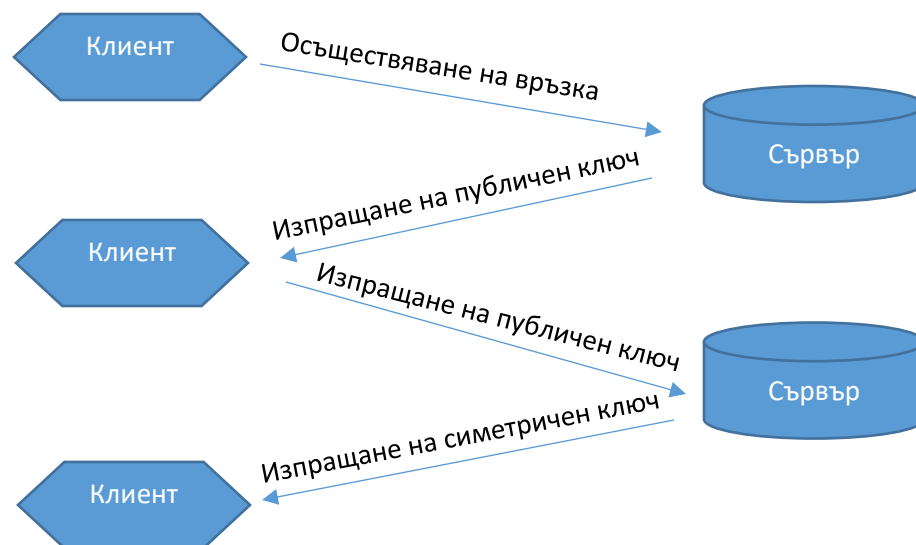 Клиент
Осъществяване на връзка
Сървър
Изпращане на публичен ключ
Клиент
Изпращане на публичен ключ
Сървър
Изпращане на симетричен ключ
Клиент